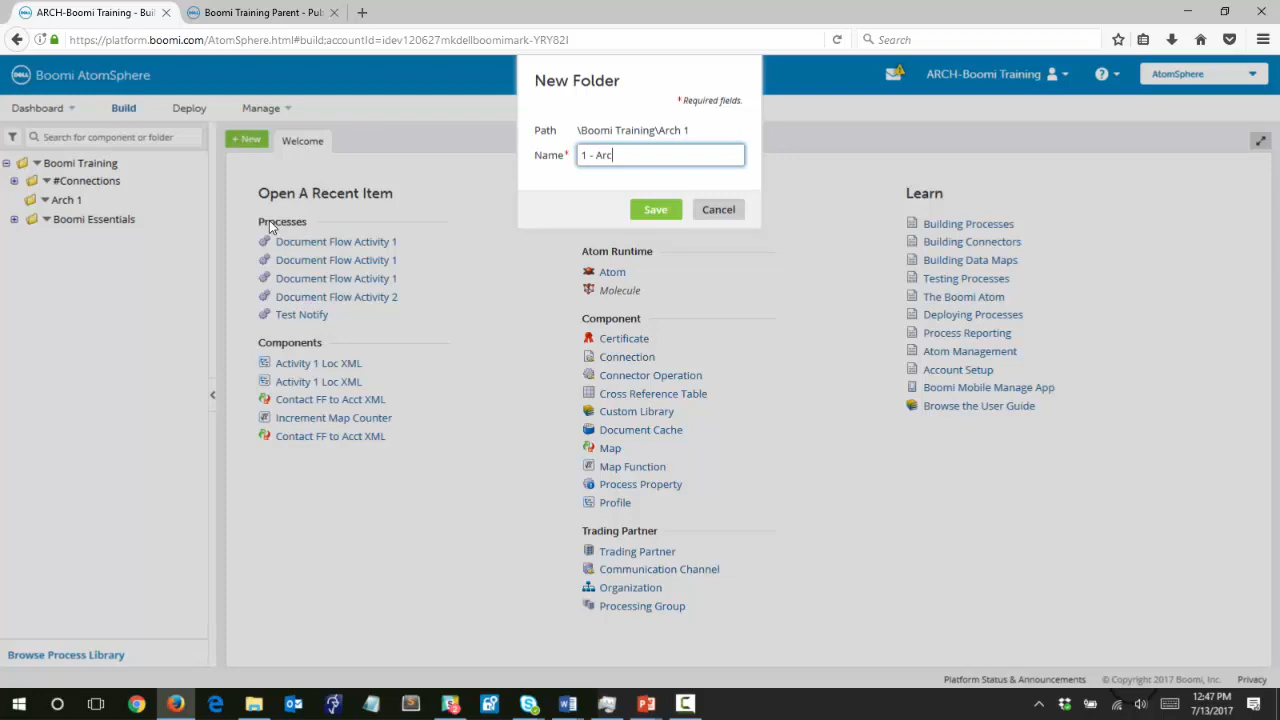 ARCH-Boomi Training - Buil
Boomi Training Parent - Pub
https://platform.boomi.com/AtomSphere.html#build;accountId=idev120627mkdellboomimark-YRY82I
Search
Boomi AtomSphere
ARCH-Boomi Training
AtomSphere
Dashboard
Build
Deploy
Manage
Search for component or folder
+ New
Welcome
Boomi Training
#Connections
Arch 1
Boomi Essentials
Browse Process Library
New Folder
* Required fields.
Path \Boomi Training\Arch 1
Name* 1 - Arc
Save
Cancel
Open A Recent Item
Processes
Document Flow Activity 1
Document Flow Activity 1
Document Flow Activity 1
Document Flow Activity 2
Test Notify
Components
Activity 1 Loc XML
Activity 1 Loc XML
Contact FF to Acct XML
Increment Map Counter
Contact FF to Acct XML
Atom Runtime
Atom
Molecule
Component
Certificate
Connection
Connector Operation
Cross Reference Table
Custom Library
Document Cache
Map
Map Function
Process Property
Profile
Trading Partner
Trading Partner
Communication Channel
Organization
Processing Group
Learn
Building Processes
Building Connectors
Building Data Maps
Testing Processes
The Boomi Atom
Deploying Processes
Process Reporting
Atom Management
Account Setup
Boomi Mobile Manage App
Browse the User Guide
Platform Status & Announcements
© Copyright 2017 Boomi, Inc.
Privacy
12:47 PM
7/13/2017